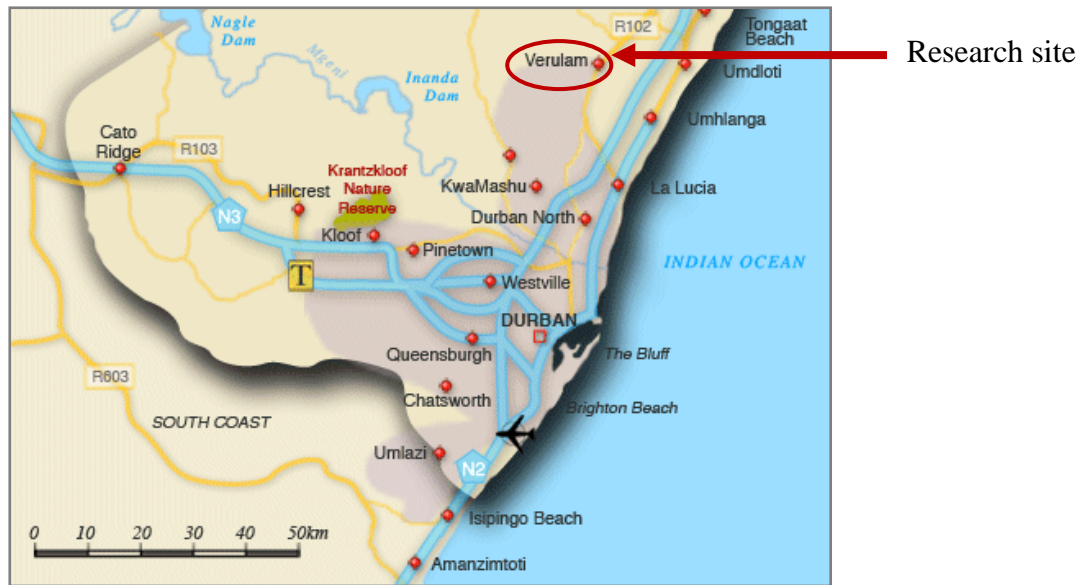 Nagle
Dam
Mgeni
Inanda
Dam
R102
Tongaat
Beach
Verulam
Research site
Umdloti
Umhlanga
Cato
Ridge
R103
Krantzkloof
Nature
Reserve
Hillcrest
KwaMashu
La Lucia
N3
Durban North
Kloof
Pinetown
INDIAN OCEAN
T
Westville
DURBAN
Queensburgh
The Bluff
R603
Chatsworth
Brighton Beach
SOUTH COAST
Umlazi
N2
Isipingo Beach
0 10 20 30 40 50km
Amanzimtoti